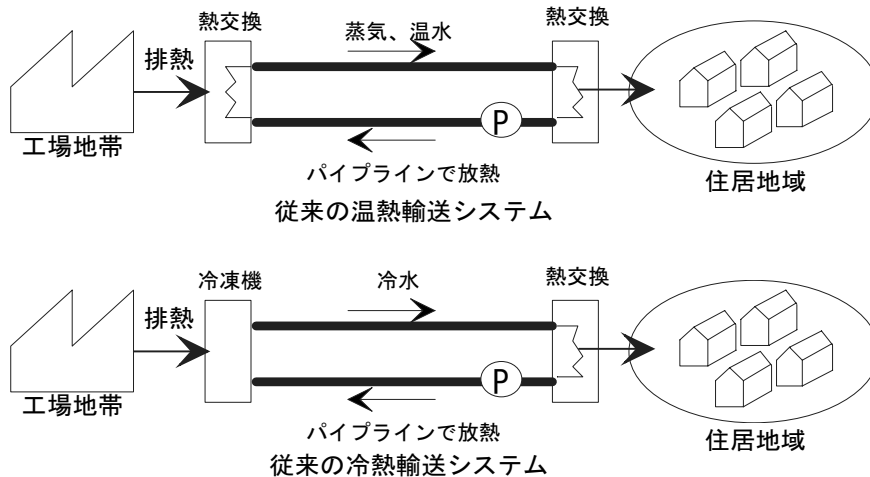 熱交換
蒸気、温水
熱交換
排熱
P
工場地帯
パイプラインで放熱
住居地域
従来の温熱輸送システム
冷凍機
冷水
熱交換
排熱
P
工場地帯
パイプラインで放熱
住居地域
従来の冷熱輸送システム